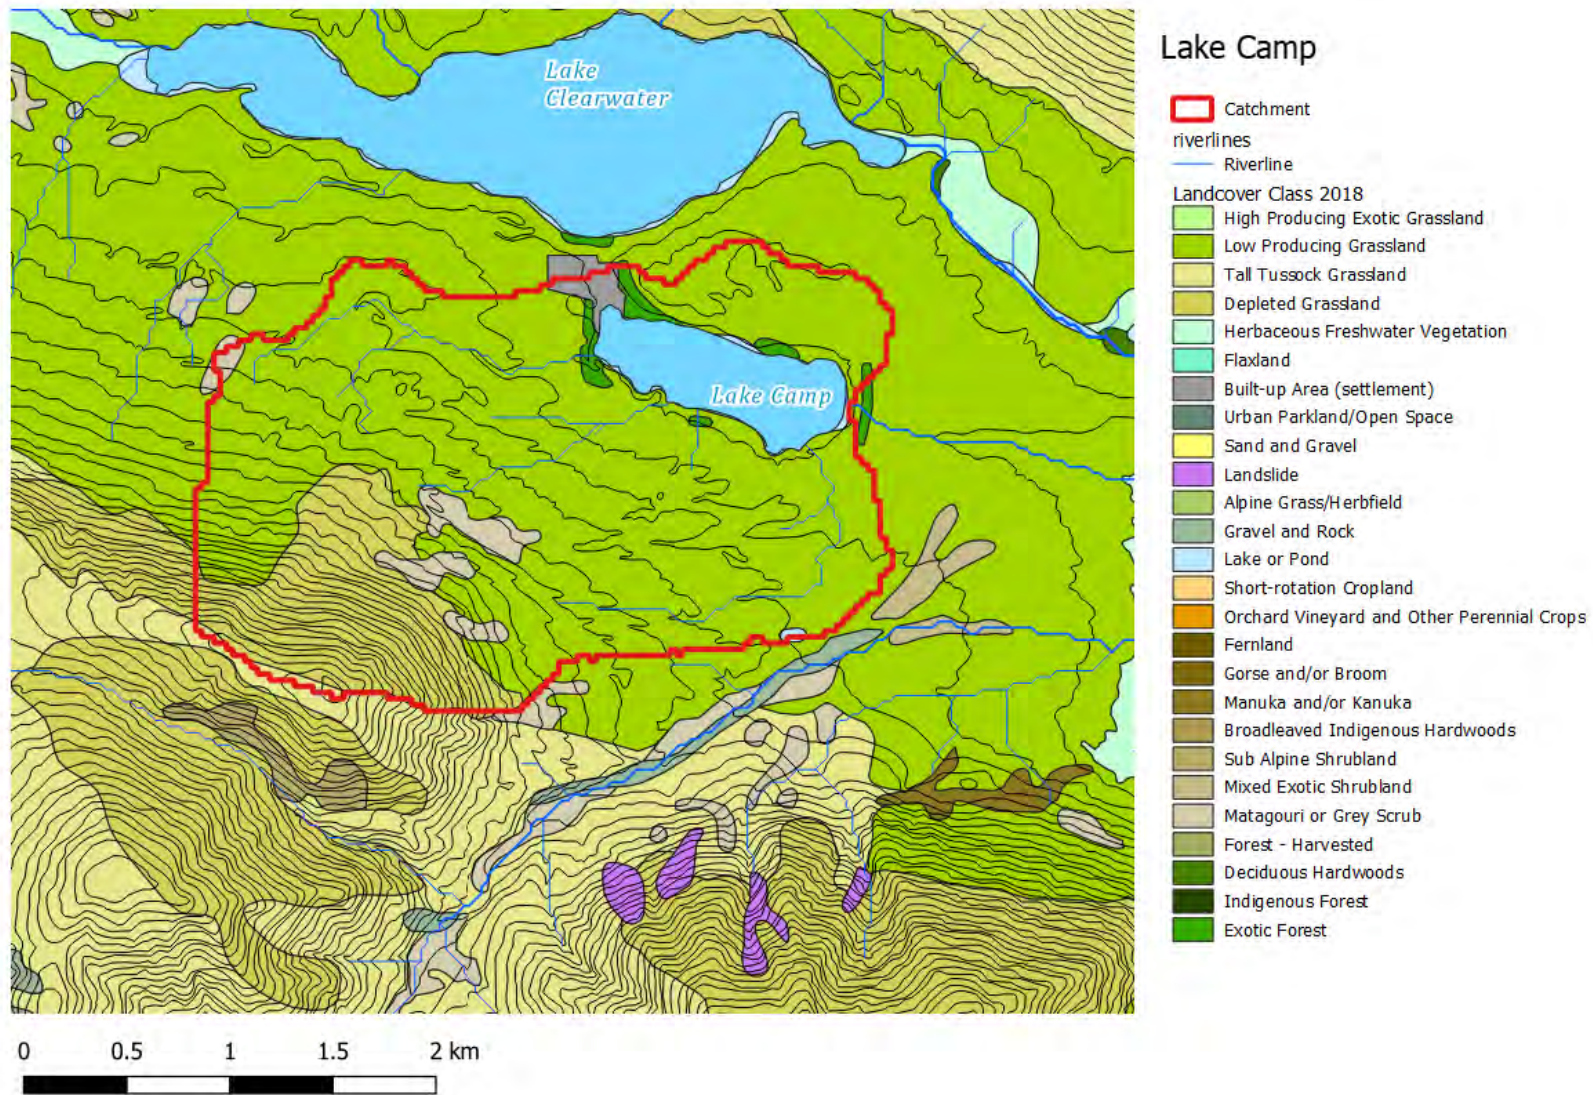 Lake
Clearwater
Lake Camp
0 0.5 1 1.5 2 km
Lake Camp
Catchment
riverlines
Riverline
Landcover Class 2018
High Producing Exotic Grassland
Low Producing Grassland
Tall Tussock Grassland
Depleted Grassland
Herbaceous Freshwater Vegetation
Flaxland
Built-up Area (settlement)
Urban Parkland/Open Space
Sand and Gravel
Landslide
Alpine Grass/Herbfield
Gravel and Rock
Lake or Pond
Short-rotation Cropland
Orchard Vineyard and Other Perennial Crops
Fernland
Gorse and/or Broom
Manuka and/or Kanuka
Broadleaved Indigenous Hardwoods
Sub Alpine Shrubland
Mixed Exotic Shrubland
Matagouri or Grey Scrub
Forest - Harvested
Deciduous Hardwoods
Indigenous Forest
Exotic Forest